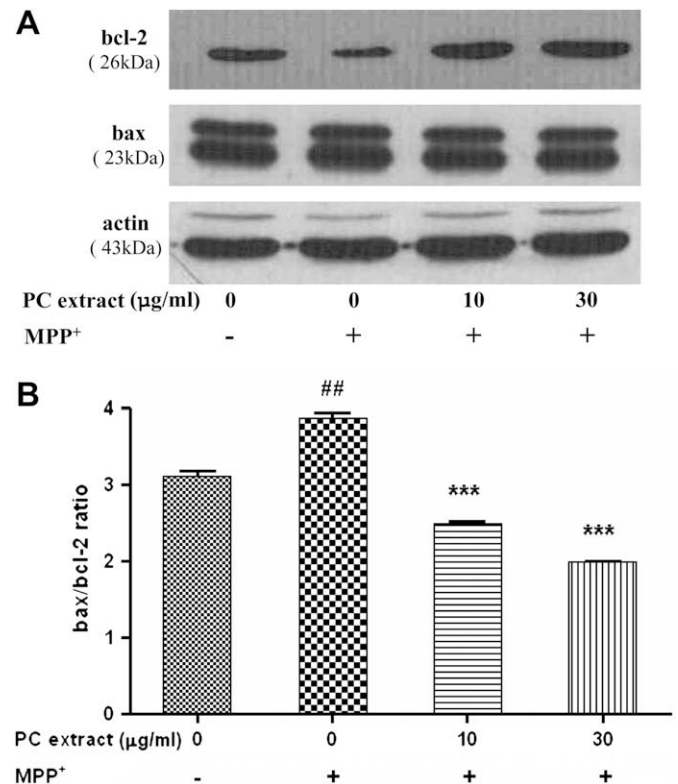 A
bcl-2
( 26kDa)
bax
( 23kDa)
actin
( 43kDa)
PC extract (μg/ml) 0 0 10 30
MPP⁺ - + + +
B
bax/bcl-2 ratio
4
3
2
1
0
##
***
***
PC extract (μg/ml) 0 0 10 30
MPP⁺ - + + +